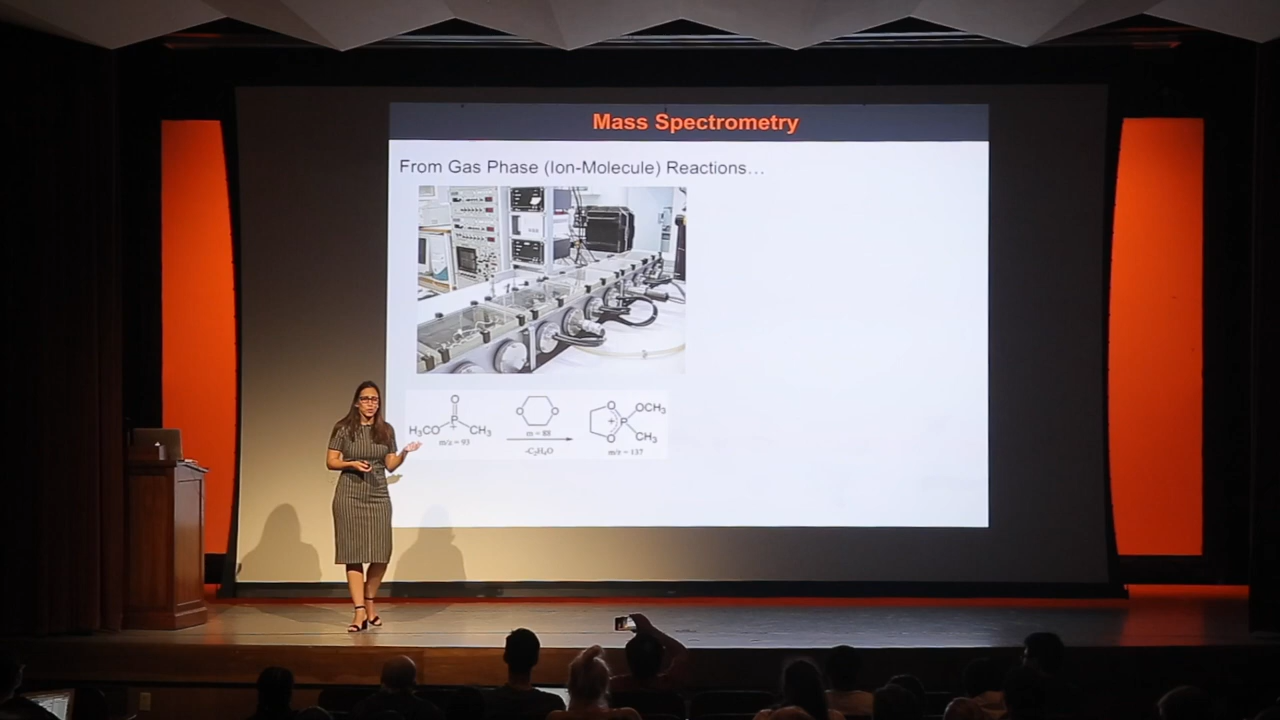 Mass Spectrometry
From Gas Phase (Ion-Molecule) Reactions…
O
H₃CO P + CH₃
m/z = 93
O O
m = 88
-C₂H₄O
O OCH₃
+ P
O CH₃
m/z = 137